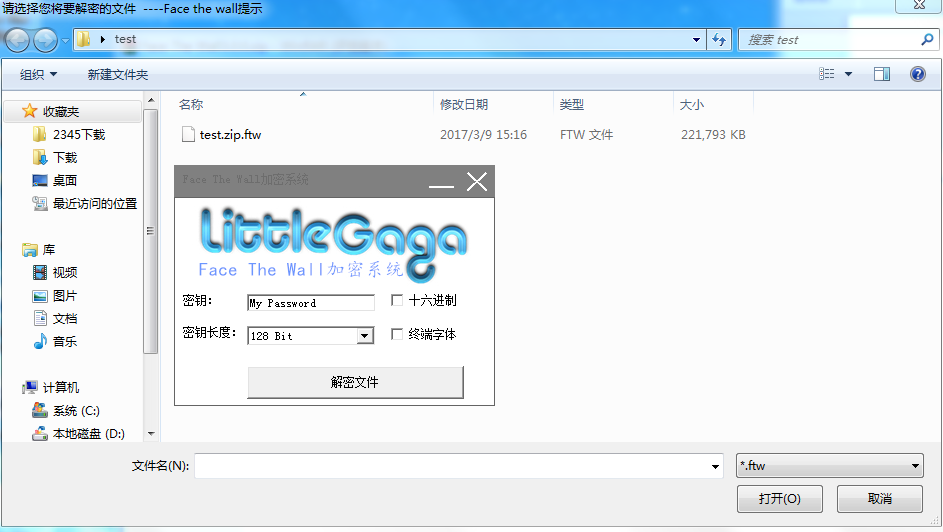 请选择您将要解密的文件 ----Face the wall提示
test
搜索 test
组织 新建文件夹
名称 修改日期 类型 大小
test.zip.ftw 2017/3/9 15:16 FTW 文件 221,793 KB
收藏夹
2345下载
下载
桌面
最近访问的位置
库
视频
图片
文档
音乐
计算机
系统 (C:)
本地磁盘 (D:)
Face The Wall加密系统
LittleGaga
Face The Wall加密系统
密钥: My Password 十六进制
密钥长度: 128 Bit 终端字体
解密文件
文件名(N): *.ftw
打开(O) 取消